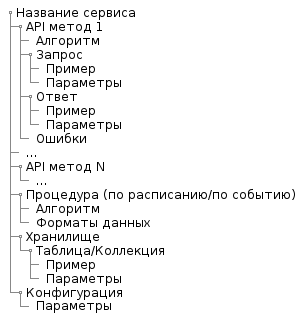 Название сервиса
API метод 1
Алгоритм
Запрос
Пример
Параметры
Ответ
Пример
Параметры
Ошибки
...
API метод N
...
Процедура (по расписанию/по событию)
Алгоритм
Форматы данных
Хранилище
Таблица/Коллекция
Пример
Параметры
Конфигурация
Параметры